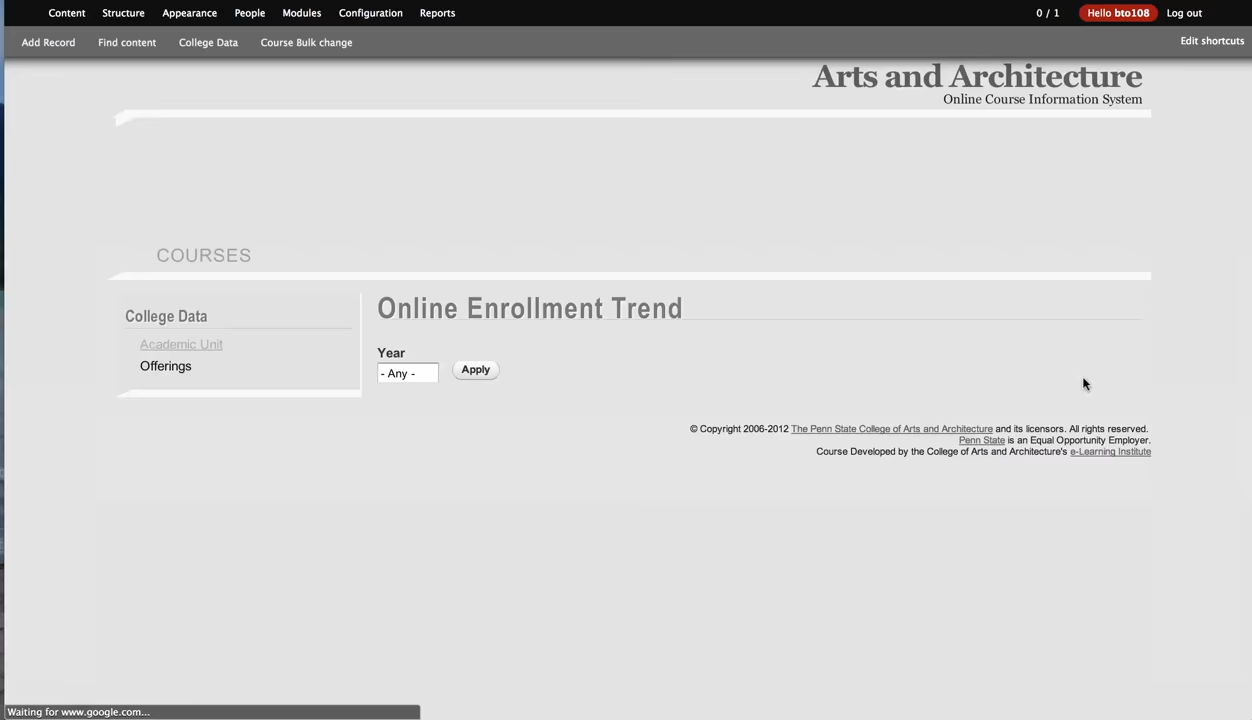 Content Structure Appearance People Modules Configuration Reports 0 / 1 Hello bto108 Log out
Add Record Find content College Data Course Bulk change Edit shortcuts
Arts and Architecture
Online Course Information System
COURSES
College Data
Academic Unit
Offerings
Online Enrollment Trend
Year
- Any -
Apply
© Copyright 2006-2012 The Penn State College of Arts and Architecture and its licensors. All rights reserved.
Penn State is an Equal Opportunity Employer.
Course Developed by the College of Arts and Architecture's e-Learning Institute
Waiting for www.google.com...